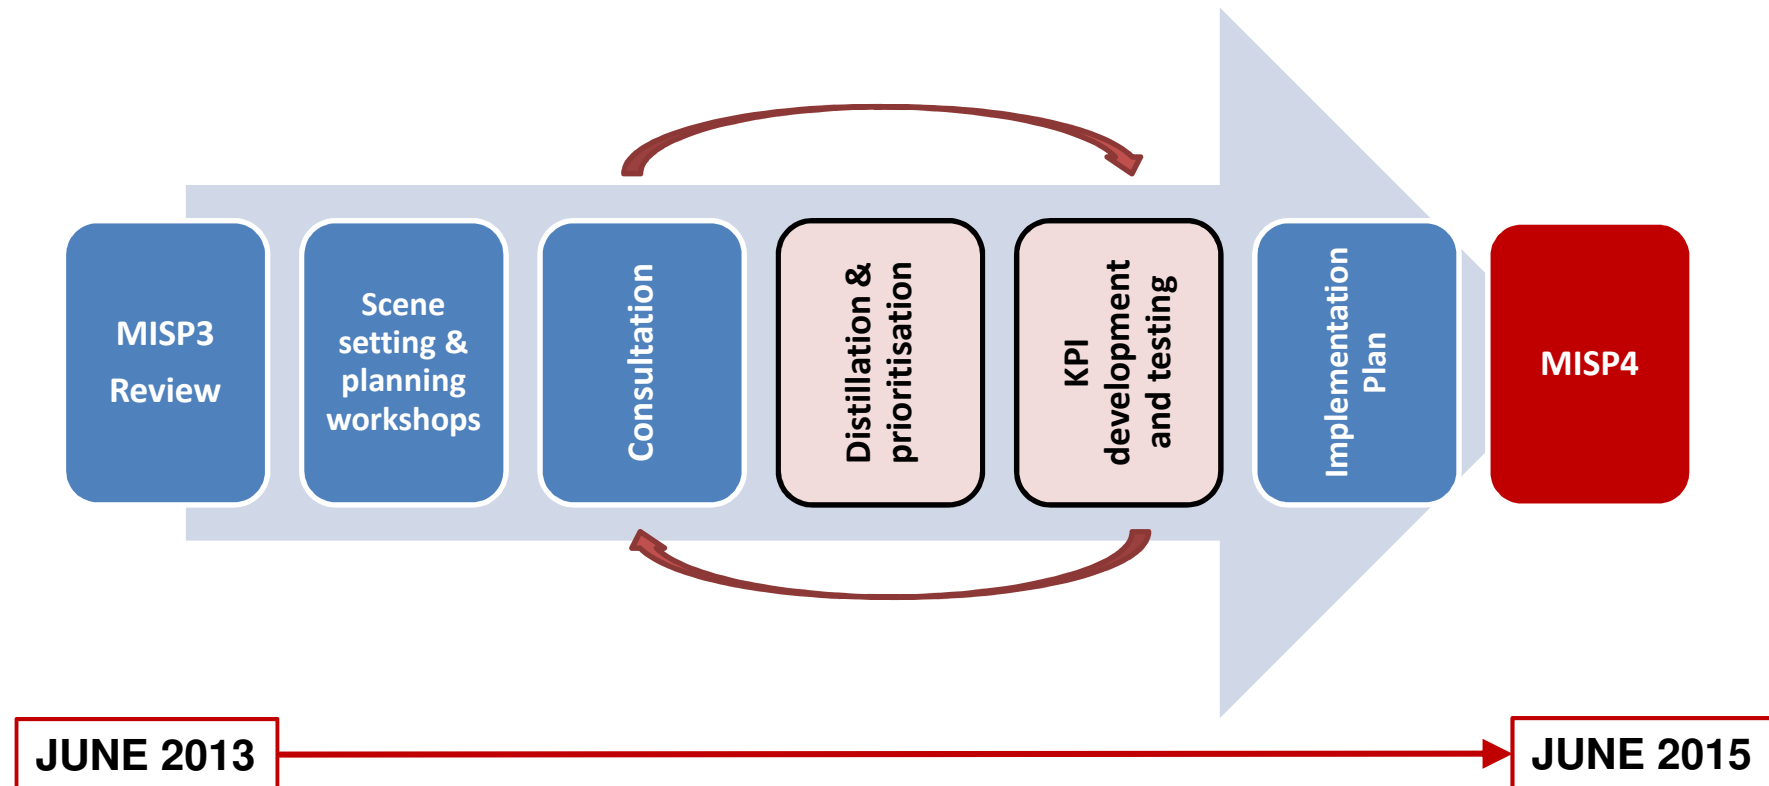 MISP3
Review
Scene
setting &
planning
workshops
Consultation
Distillation &
prioritisation
KPI
development
and testing
Implementation
Plan
MISP4
JUNE 2013
JUNE 2015